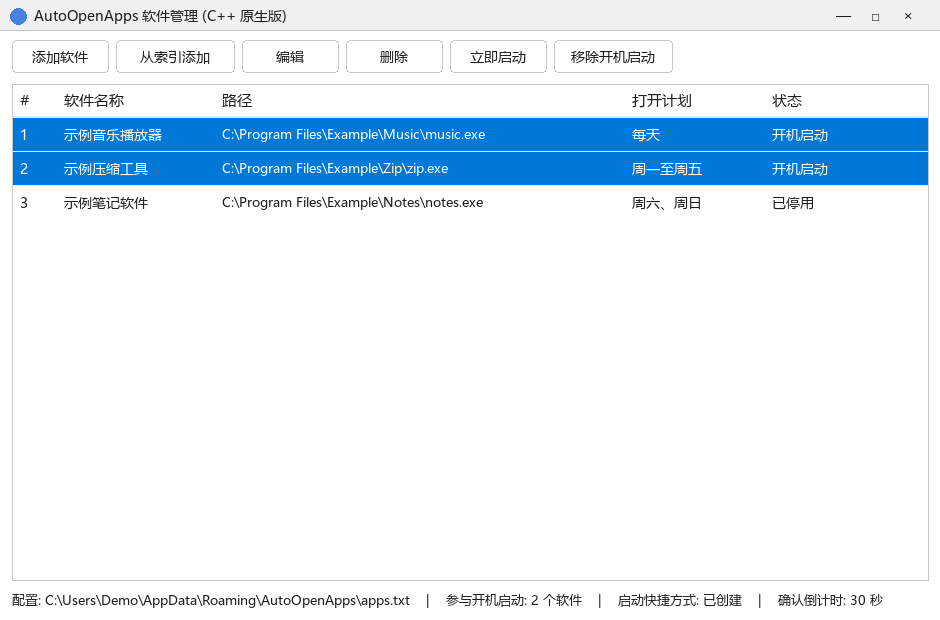 AutoOpenApps 软件管理 (C++ 原生版)
添加软件 从索引添加 编辑 删除 立即启动 移除开机启动
# 软件名称 路径 打开计划 状态
1 示例音乐播放器 C:\Program Files\Example\Music\music.exe 每天 开机启动
2 示例压缩工具 C:\Program Files\Example\Zip\zip.exe 周一至周五 开机启动
3 示例笔记软件 C:\Program Files\Example\Notes\notes.exe 周六、周日 已停用
配置: C:\Users\Demo\AppData\Roaming\AutoOpenApps\apps.txt | 参与开机启动: 2 个软件 | 启动快捷方式: 已创建 | 确认倒计时: 30 秒